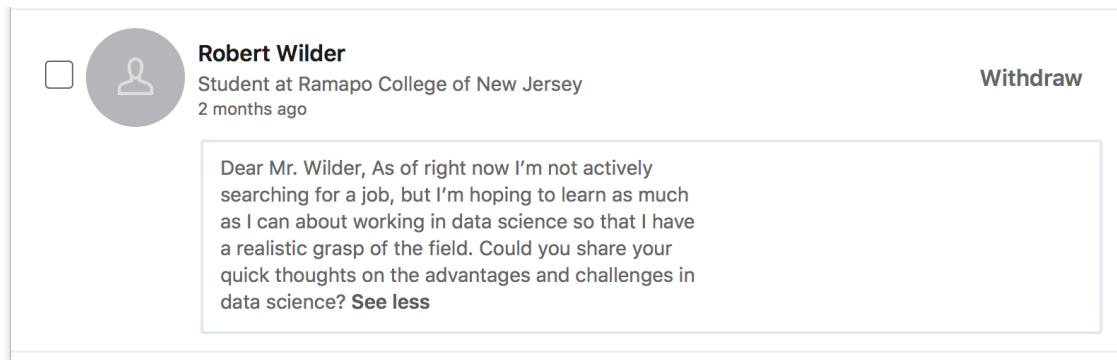 Robert Wilder
Student at Ramapo College of New Jersey
2 months ago
Withdraw
Dear Mr. Wilder, As of right now I’m not actively
searching for a job, but I’m hoping to learn as much
as I can about working in data science so that I have
a realistic grasp of the field. Could you share your
quick thoughts on the advantages and challenges in
data science? See less